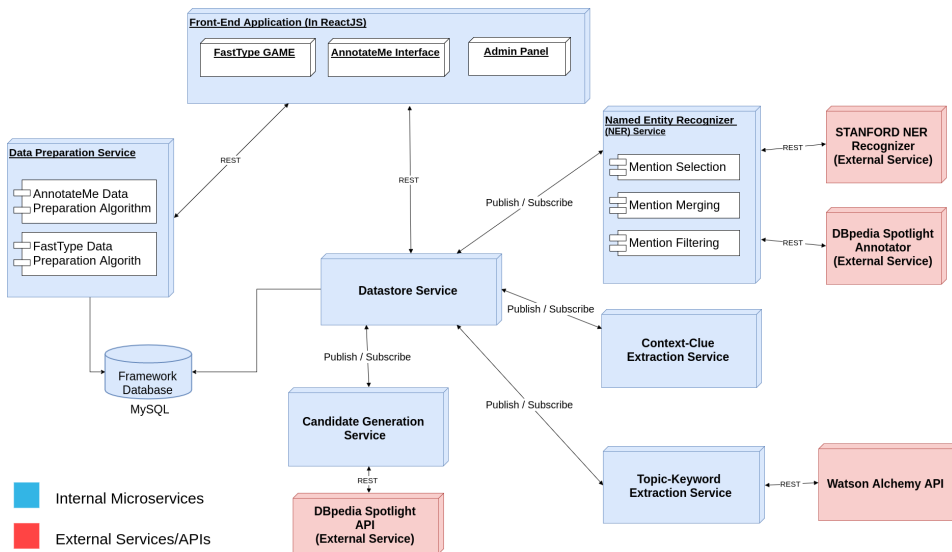 Front-End Application (In ReactJS)
FastType GAME
AnnotateMe Interface
Admin Panel
REST
REST
Data Preparation Service
AnnotateMe Data
Preparation Algorithm
FastType Data
Preparation Algorith
Named Entity Recognizer
(NER) Service
Mention Selection
Mention Merging
Mention Filtering
REST
STANFORD NER
Recognizer
(External Service)
REST
DBpedia Spotlight
Annotator
(External Service)
Publish / Subscribe
Datastore Service
Publish / Subscribe
Context-Clue
Extraction Service
Publish / Subscribe
Framework
Database
MySQL
Publish / Subscribe
Candidate Generation
Service
REST
DBpedia Spotlight
API
(External Service)
Topic-Keyword
Extraction Service
REST
Watson Alchemy API
Internal Microservices
External Services/APIs